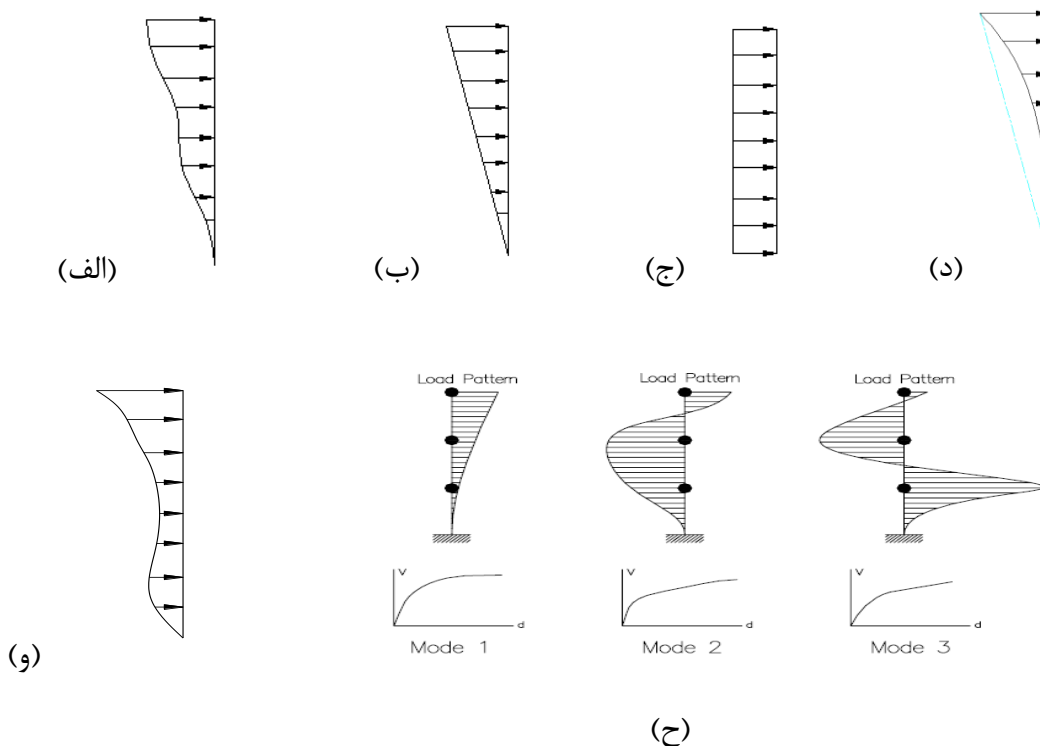 (الف)
(ب)
(ج)
(د)
Load Pattern
Load Pattern
Load Pattern
V
d
V
d
V
d
Mode 1
Mode 2
Mode 3
(و)
(ح)